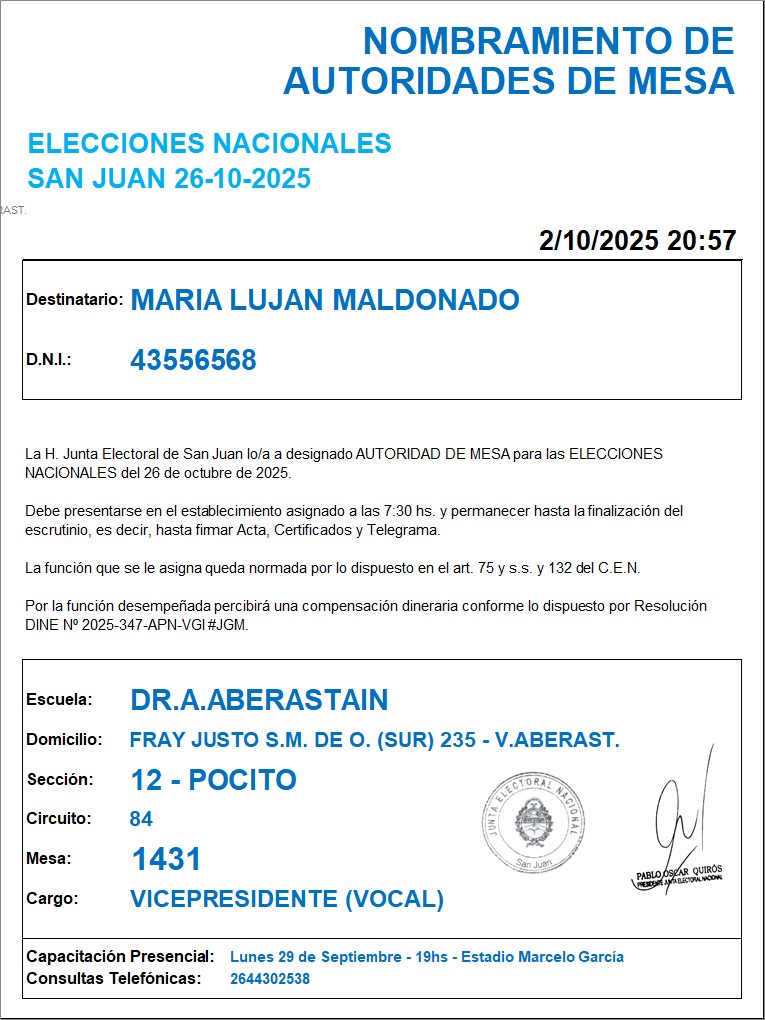 NOMBRAMIENTO DE
AUTORIDADES DE MESA
ELECCIONES NACIONALES
SAN JUAN 26-10-2025
RAST.
2/10/2025 20:57
Destinatario: MARIA LUJAN MALDONADO
D.N.I.: 43556568
La H. Junta Electoral de San Juan lo/a a designado AUTORIDAD DE MESA para las ELECCIONES
NACIONALES del 26 de octubre de 2025.
Debe presentarse en el establecimiento asignado a las 7:30 hs. y permanecer hasta la finalización del
escrutinio, es decir, hasta firmar Acta, Certificados y Telegrama.
La función que se le asigna queda normada por lo dispuesto en el art. 75 y s.s. y 132 del C.E.N.
Por la función desempeñada percibirá una compensación dineraria conforme lo dispuesto por Resolución
DINE Nº 2025-347-APN-VGI#JGM.
Escuela: DR.A.ABERASTAIN
Domicilio: FRAY JUSTO S.M. DE O. (SUR) 235 - V.ABERAST.
Sección: 12 - POCITO
Circuito: 84
Mesa: 1431
Cargo: VICEPRESIDENTE (VOCAL)
JUNTA ELECTORAL NACIONAL
San Juan
PABLO OSCAR QUIRÓS
PRESIDENTE JUNTA ELECTORAL NACIONAL
Capacitación Presencial: Lunes 29 de Septiembre - 19hs - Estadio Marcelo García
Consultas Telefónicas: 2644302538